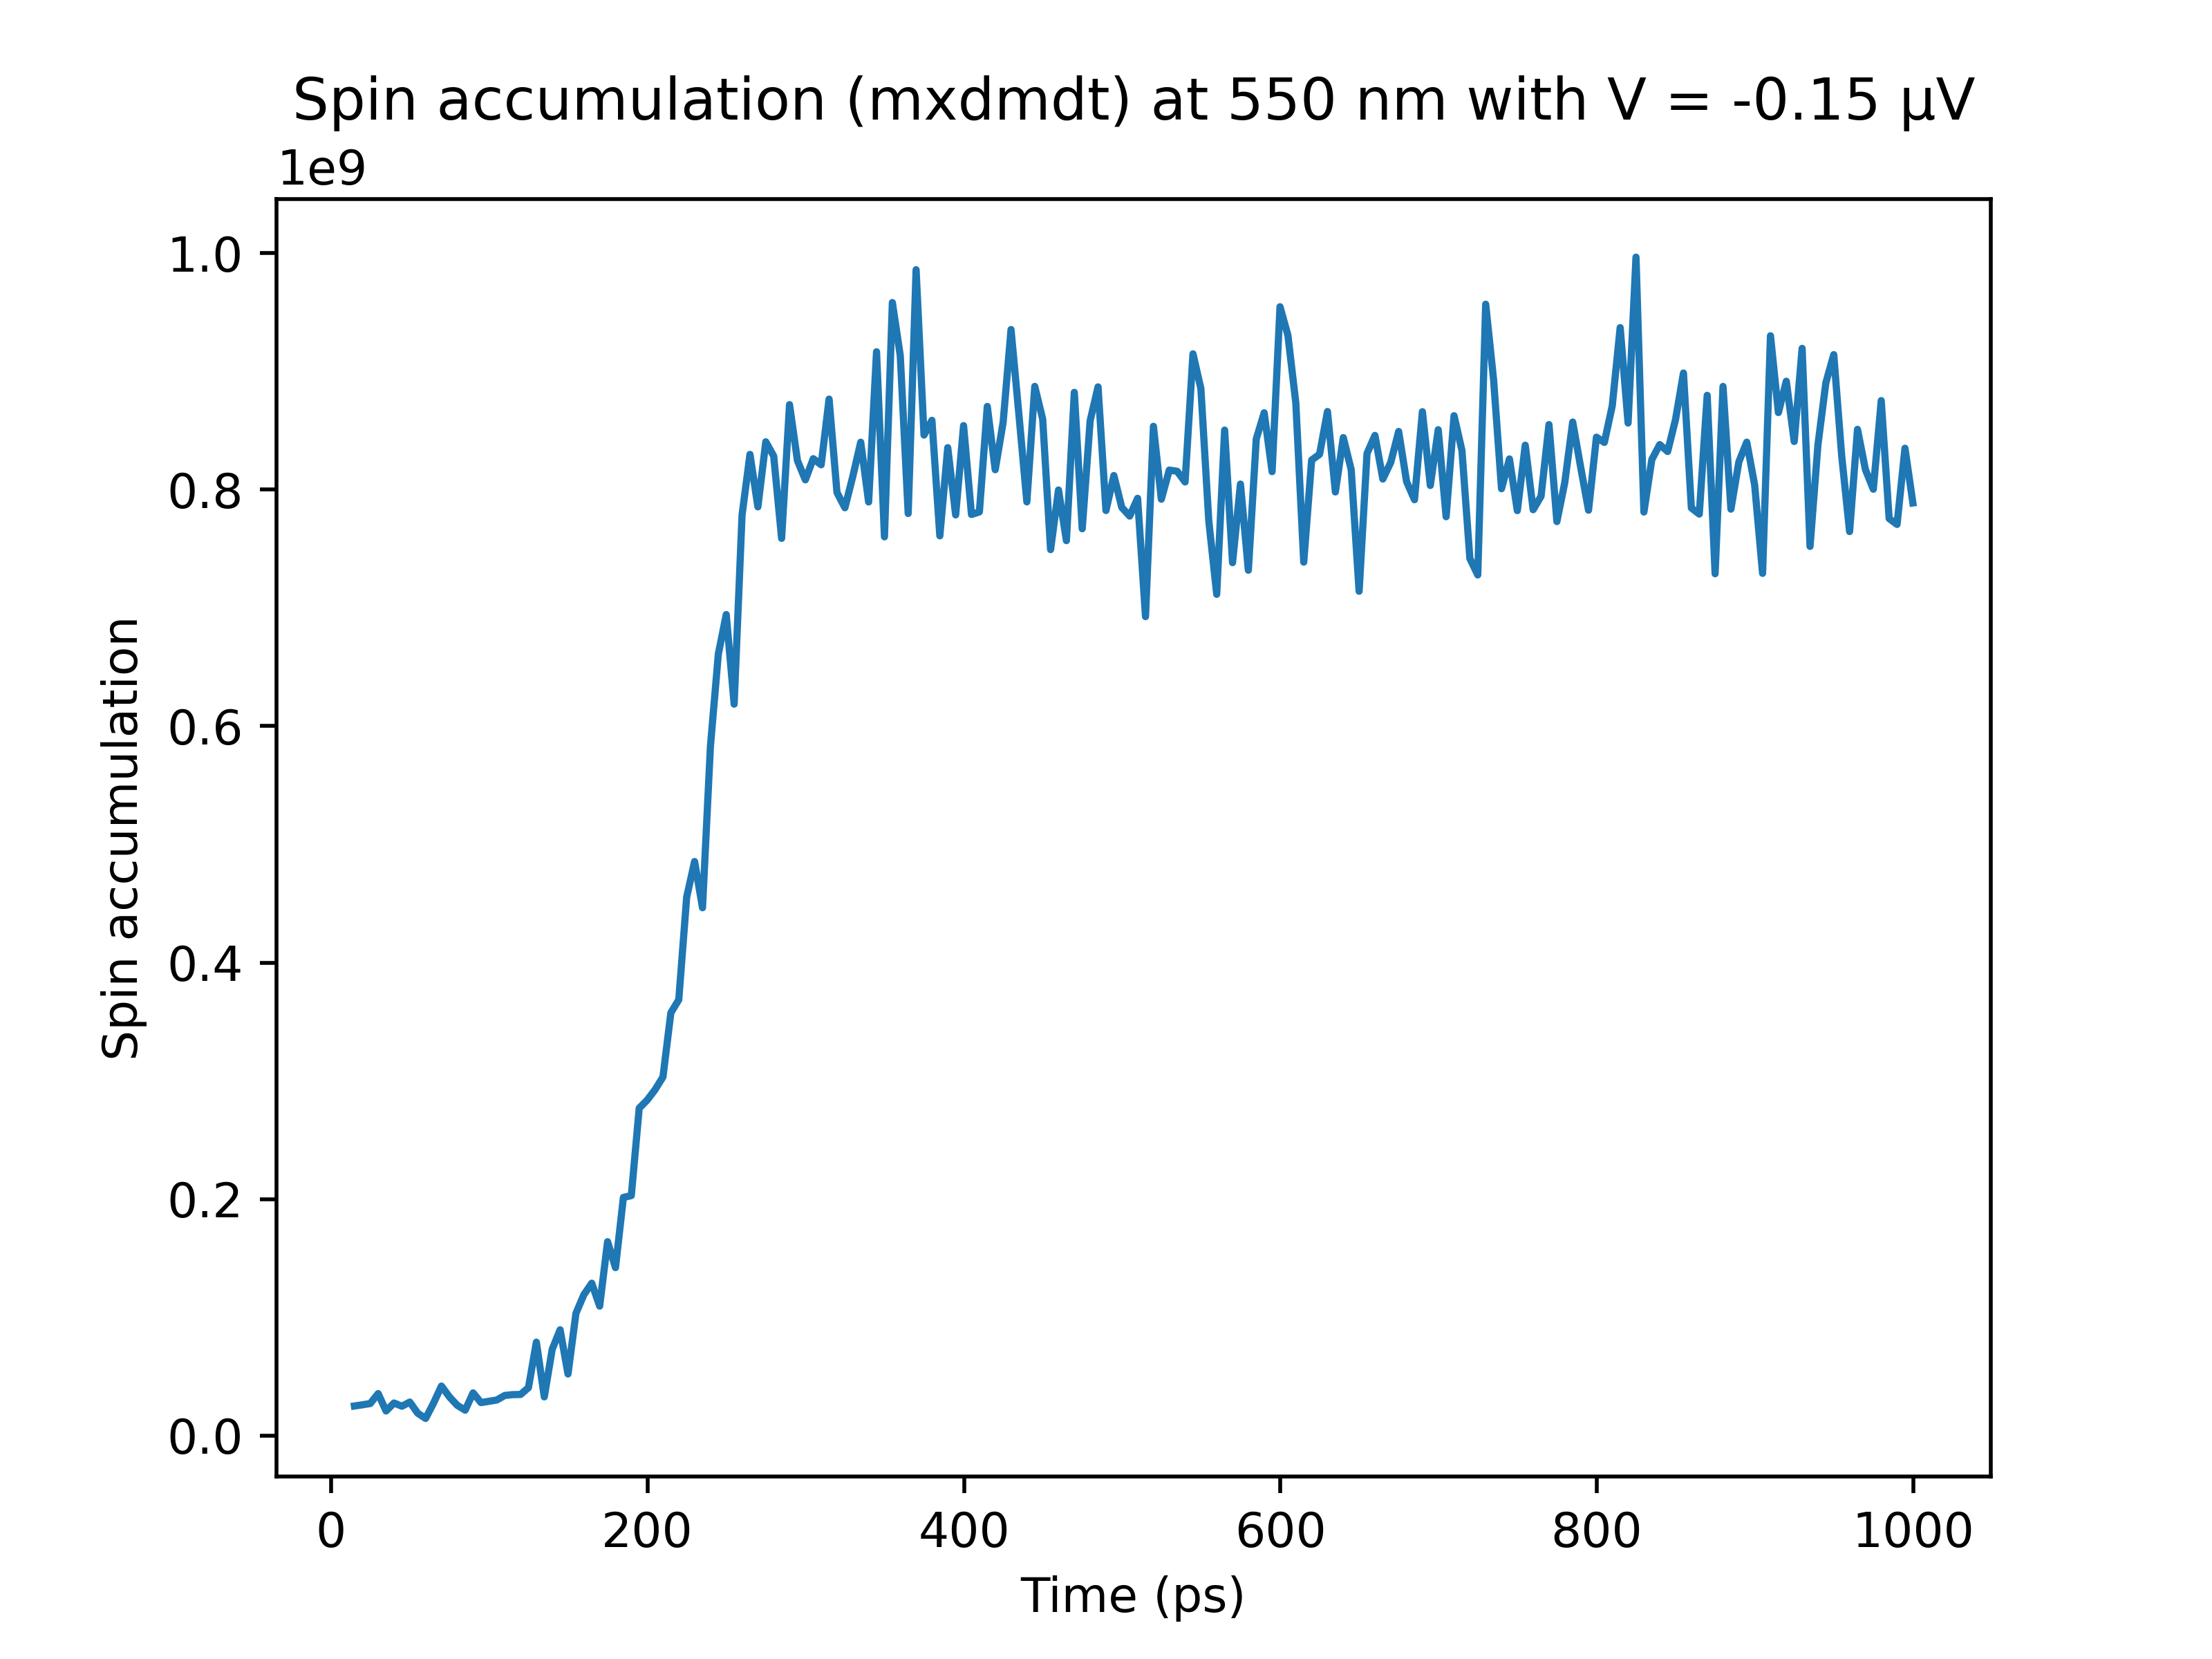 Spin accumulation (mxdmdt) at 550 nm with V = -0.15 µV
1e9
1.0
0.8
0.6
0.4
0.2
0.0
Spin accumulation
0 200 400 600 800 1000
Time (ps)